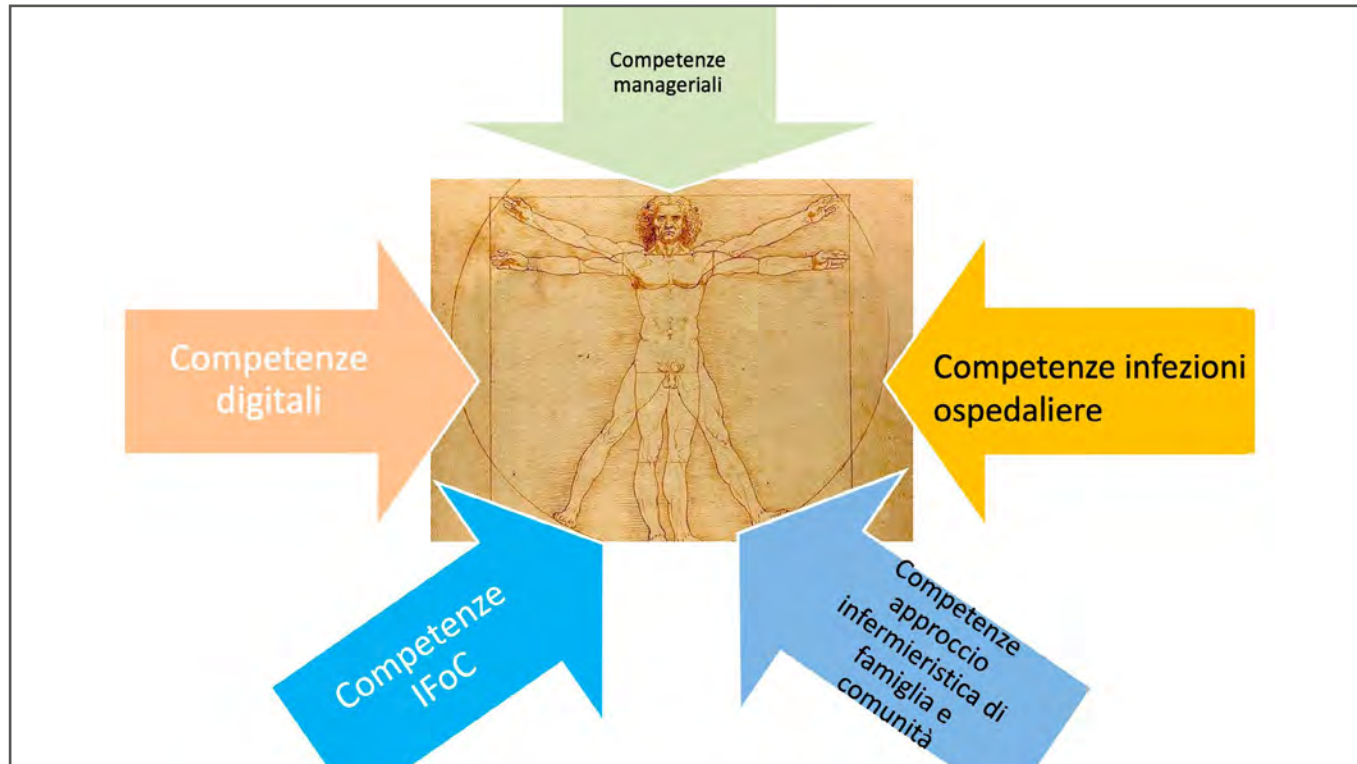 Competenze
manageriali
Competenze
digitali
Competenze infezioni
ospedaliere
Competenze
IFoC
Competenze
approccio
infermieristica di
famiglia e
comunità